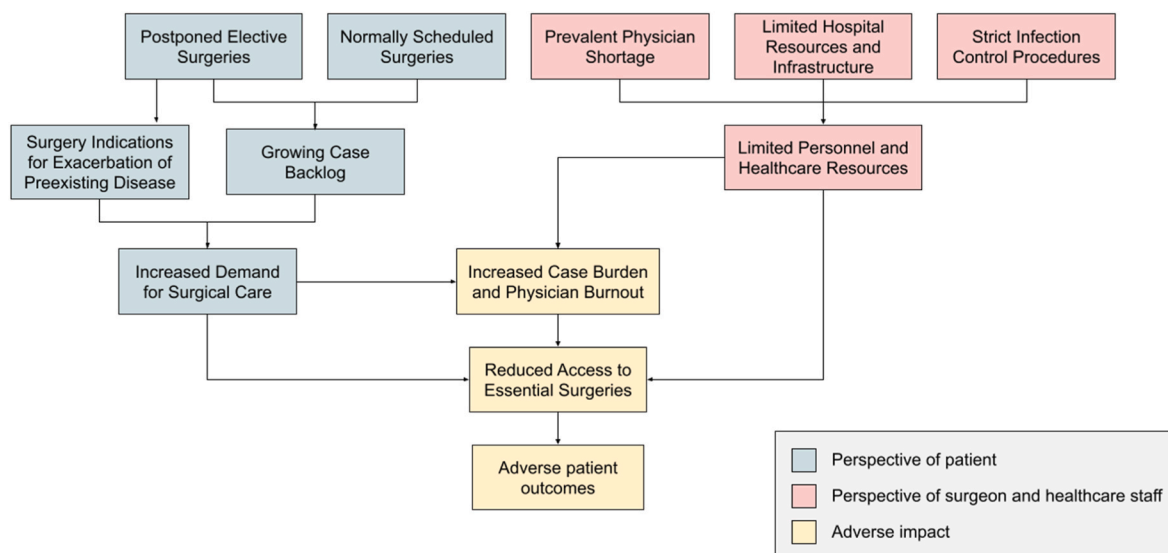 Postponed Elective
Surgeries
Normally Scheduled
Surgeries
Prevalent Physician
Shortage
Limited Hospital
Resources and
Infrastructure
Strict Infection
Control Procedures
Surgery Indications
for Exacerbation of
Preexisting Disease
Growing Case
Backlog
Limited Personnel and
Healthcare Resources
Increased Demand
for Surgical Care
Increased Case Burden
and Physician Burnout
Reduced Access to
Essential Surgeries
Adverse patient
outcomes
Perspective of patient
Perspective of surgeon and healthcare staff
Adverse impact